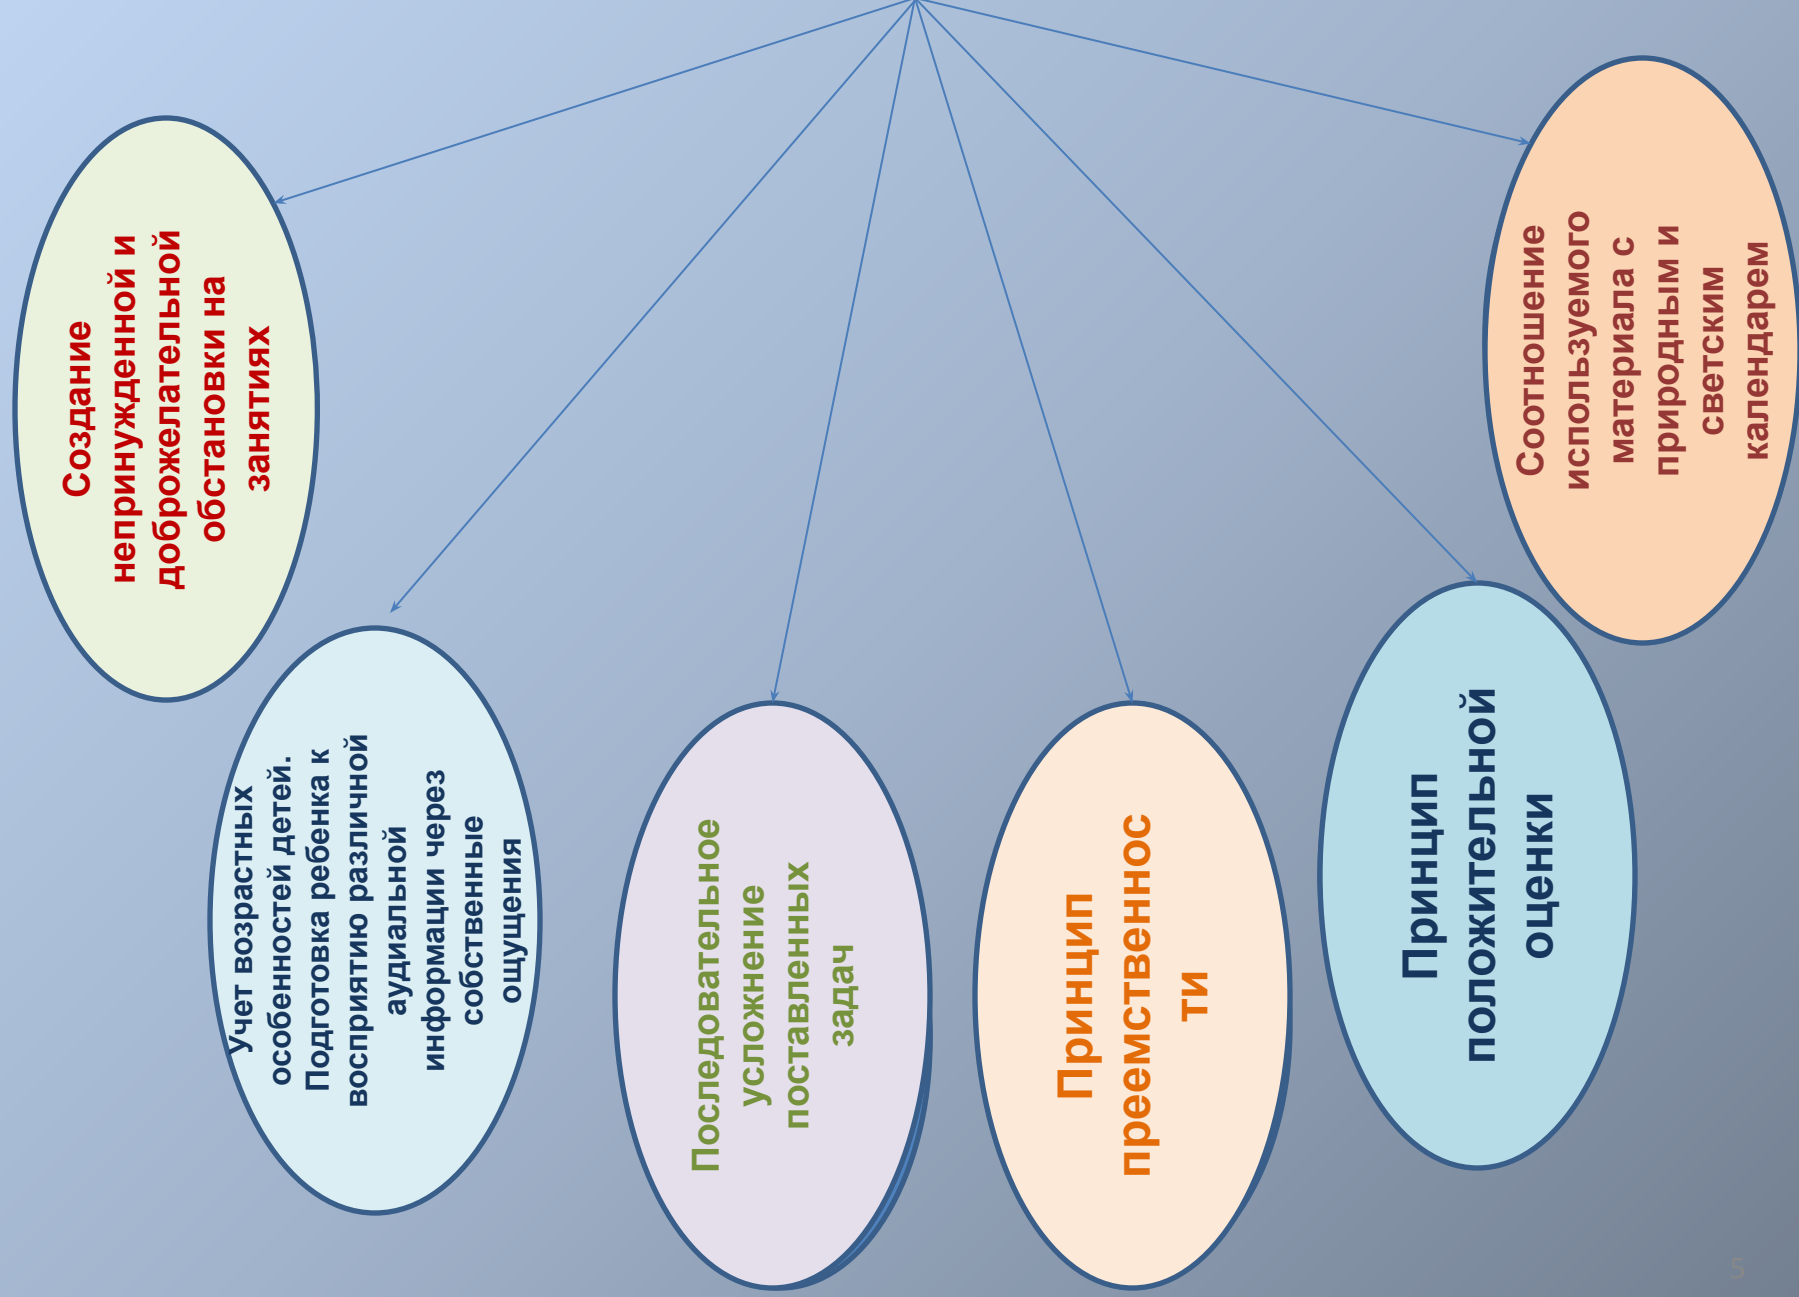 Создание
непринужденной и
доброжелательной
обстановки на
занятиях
Учет возрастных
особенностей детей.
Подготовка ребенка к
восприятию различной
аудиальной
информации через
собственные
ощущения
Последовательное
усложнение
поставленных
задач
Принцип
преемственнос
ти
Принцип
положительной
оценки
Соотношение
используемого
материала с
природным и
светским
календарем
5